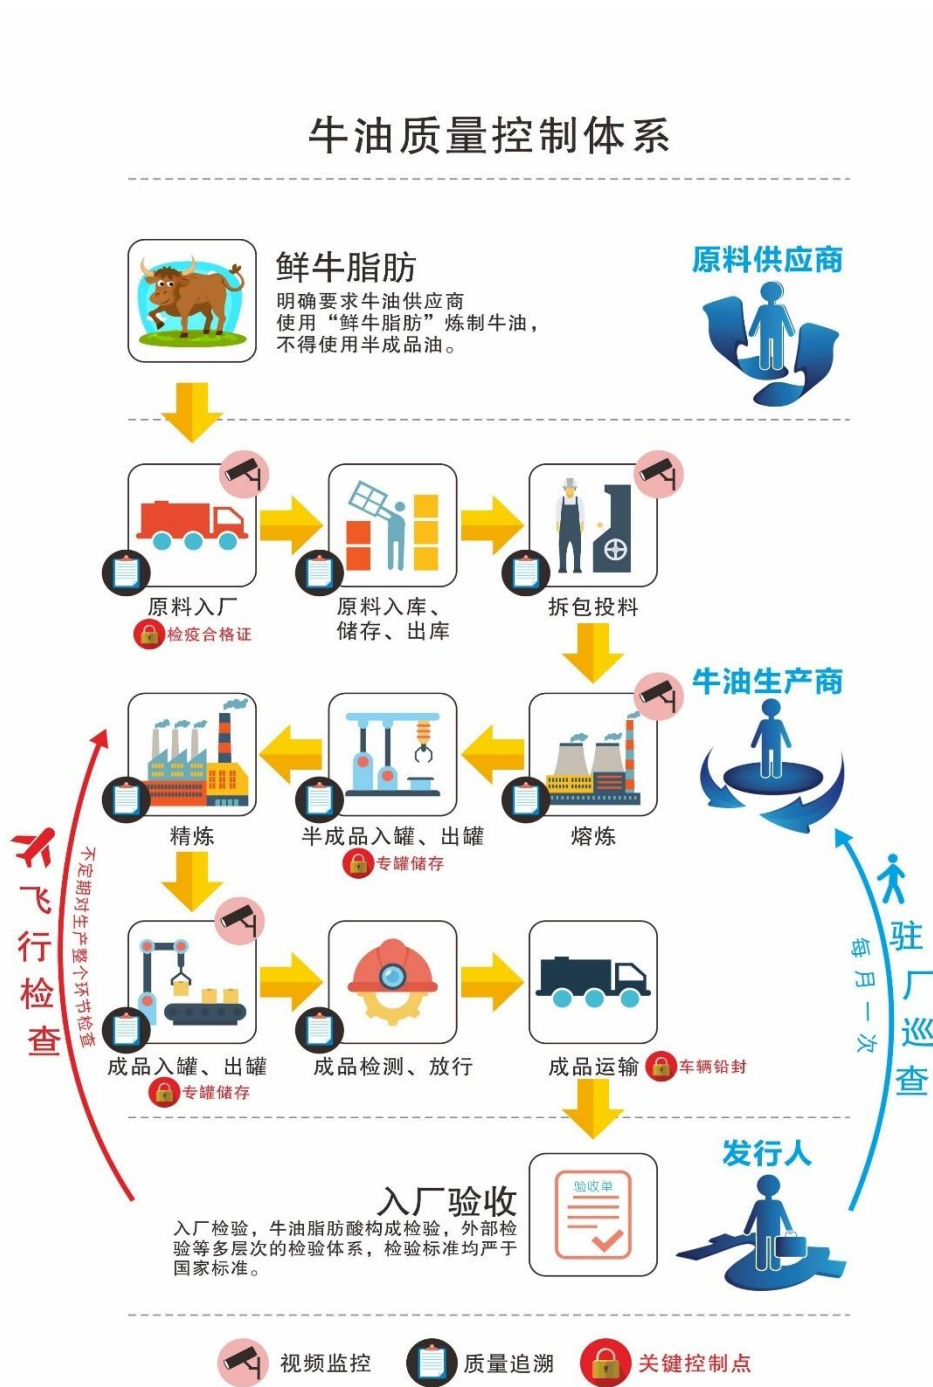 牛油质量控制体系
鲜牛脂肪
明确要求牛油供应商
使用“鲜牛脂肪”炼制牛油，
不得使用半成品油。
原料供应商
原料入厂
检疫合格证
原料入库、
储存、出库
拆包投料
牛油生产商
精炼
半成品入罐、出罐
专罐储存
熔炼
飞行检查
不定期对生产整个环节检查
驻厂巡查
每月一次
成品入罐、出罐
专罐储存
成品检测、放行
成品运输
车辆铅封
入厂验收
入厂检验，牛油脂肪酸构成检验，外部检
验等多层次的检验体系，检验标准均严于
国家标准。
验收单
发行人
视频监控
质量追溯
关键控制点